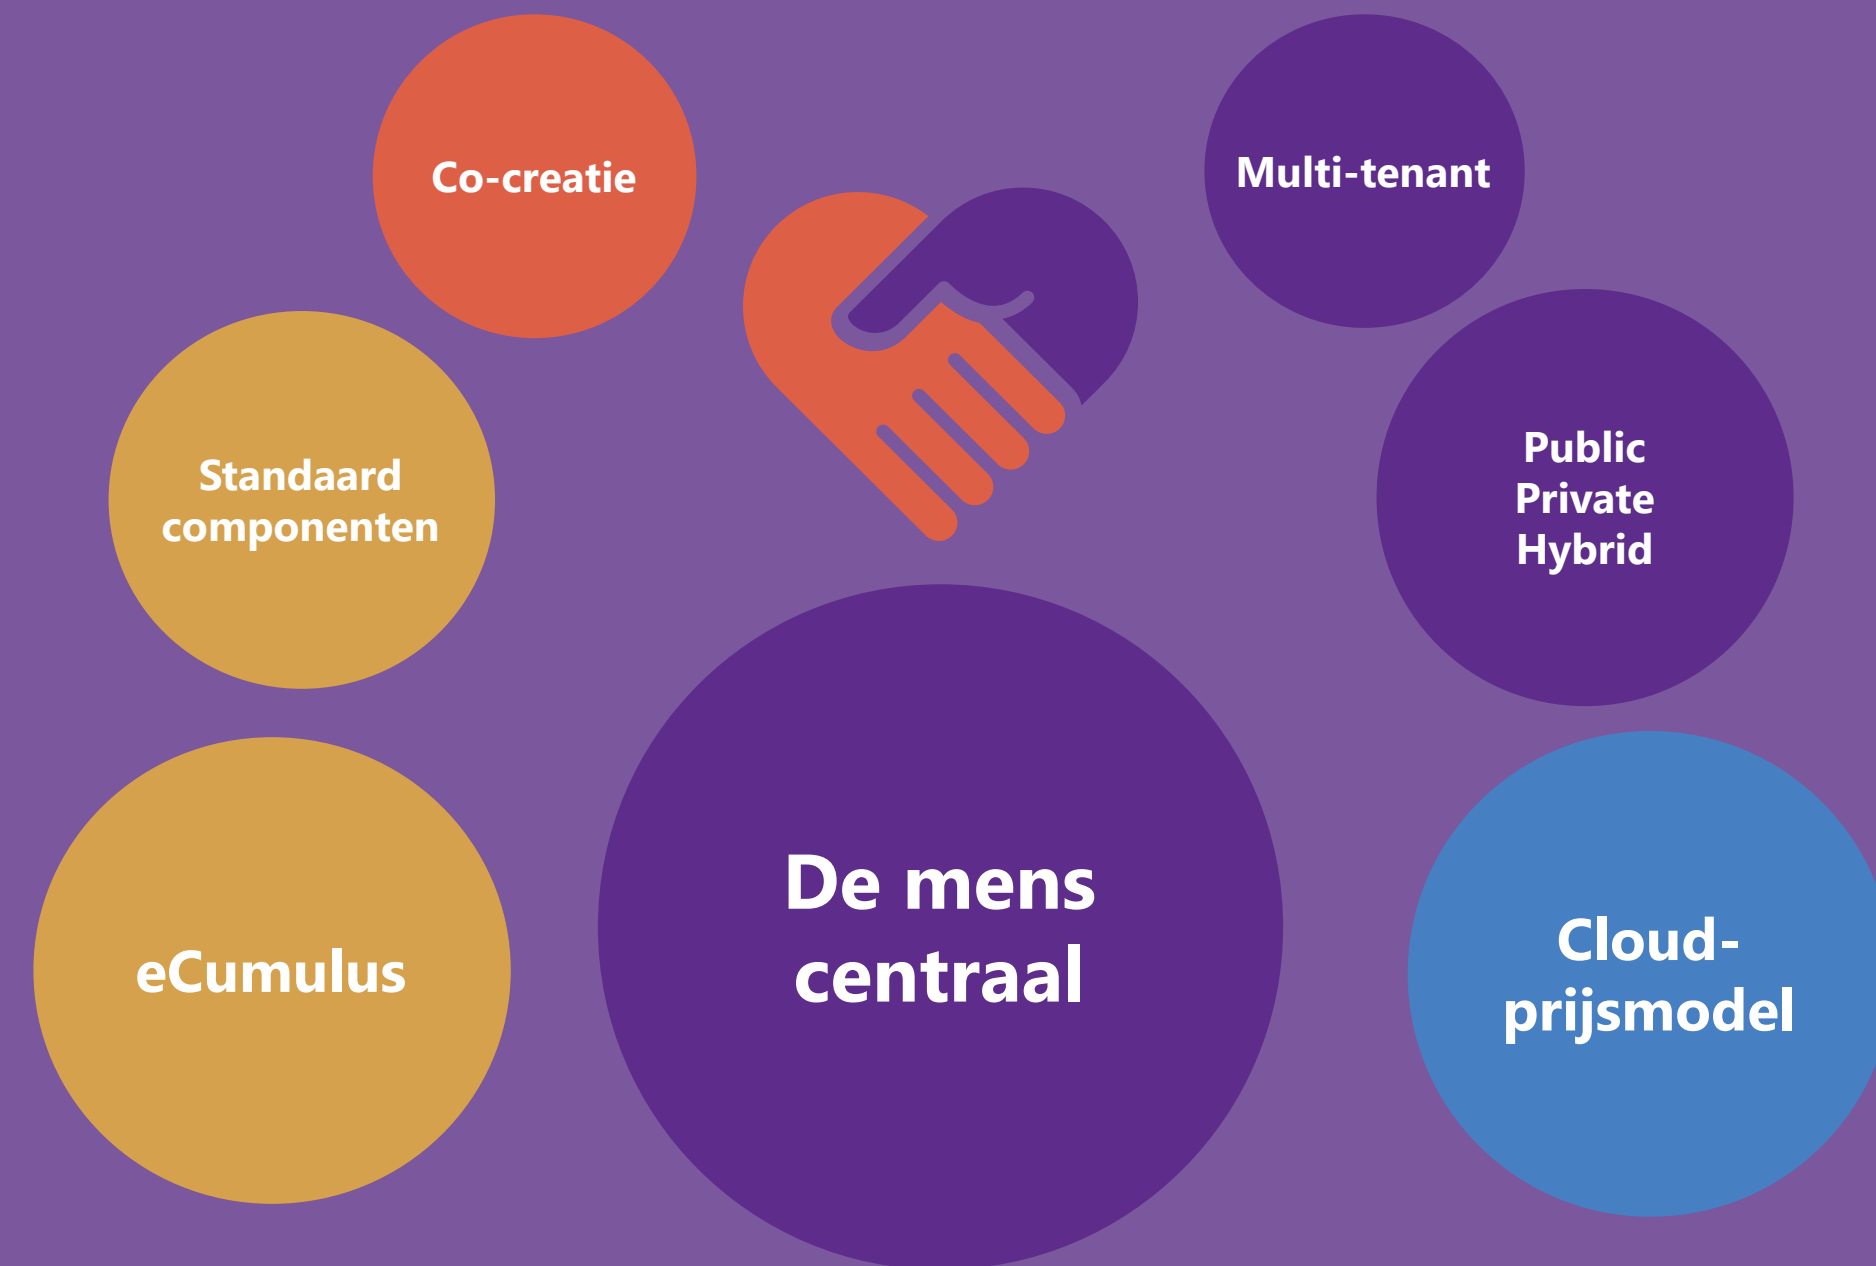 Co-creatie
Multi-tenant
Standaard
componenten
Public
Private
Hybrid
eCumulus
De mens
centraal
Cloud-
prijsmodel